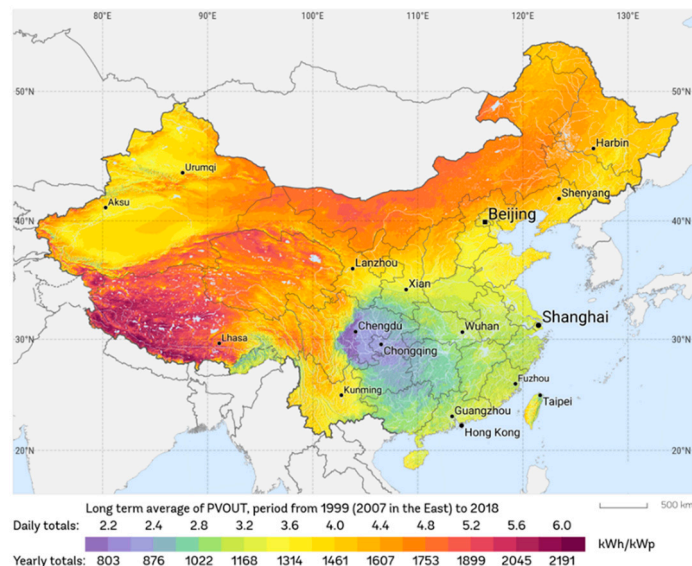 80°E 90°E 100°E 110°E 120°E 130°E
50°N 50°N
Harbin
Urumqi
Shenyang
Aksu
40°N Beijing 40°N
Lanzhou
Xian
Shanghai
Chengdu Wuhan
30°N Lhasa 30°N
Chongqing
Fuzhou
Kunming
Taipei
Guangzhou
Hong Kong
20°N 20°N
Long term average of PVOUT, period from 1999 (2007 in the East) to 2018 500 km
Daily totals: 2.2 2.4 2.8 3.2 3.6 4.0 4.4 4.8 5.2 5.6 6.0
kWh/kWp
Yearly totals: 803 876 1022 1168 1314 1461 1607 1753 1899 2045 2191